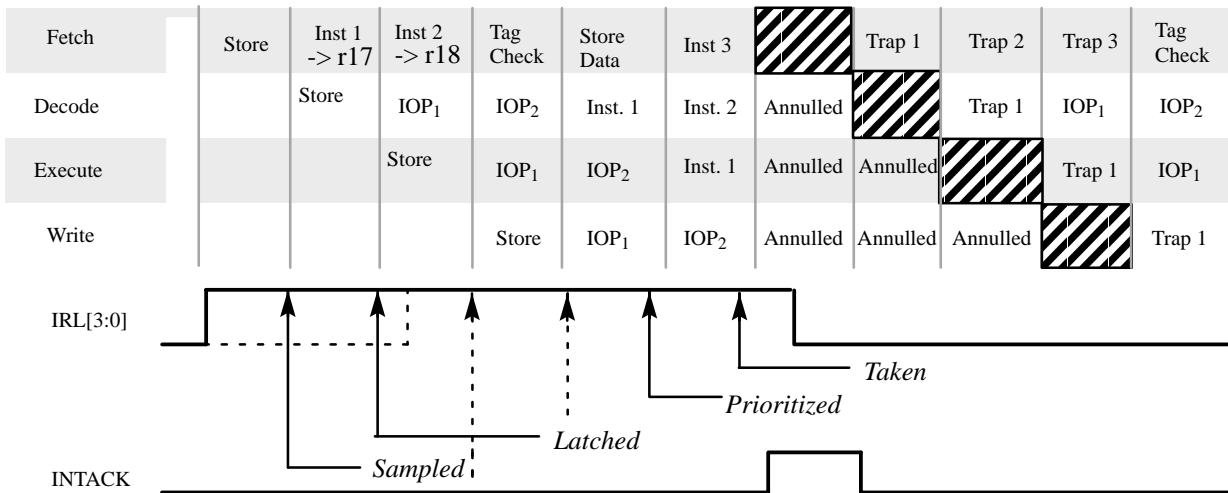 Fetch Store Inst 1 Inst 2 Tag Store Inst 3 Trap 1 Trap 2 Trap 3 Tag
-> r17 -> r18 Check Data Check
Decode Store IOP1 IOP2 Inst. 1 Inst. 2 Annulled Trap 1 IOP1 IOP2
Execute Store IOP1 IOP2 Inst. 1 Annulled Annulled Trap 1 IOP1
Write Store IOP1 IOP2 Annulled Annulled Annulled Trap 1
IRL[3:0]
Taken
Prioritized
Latched
Sampled
INTACK